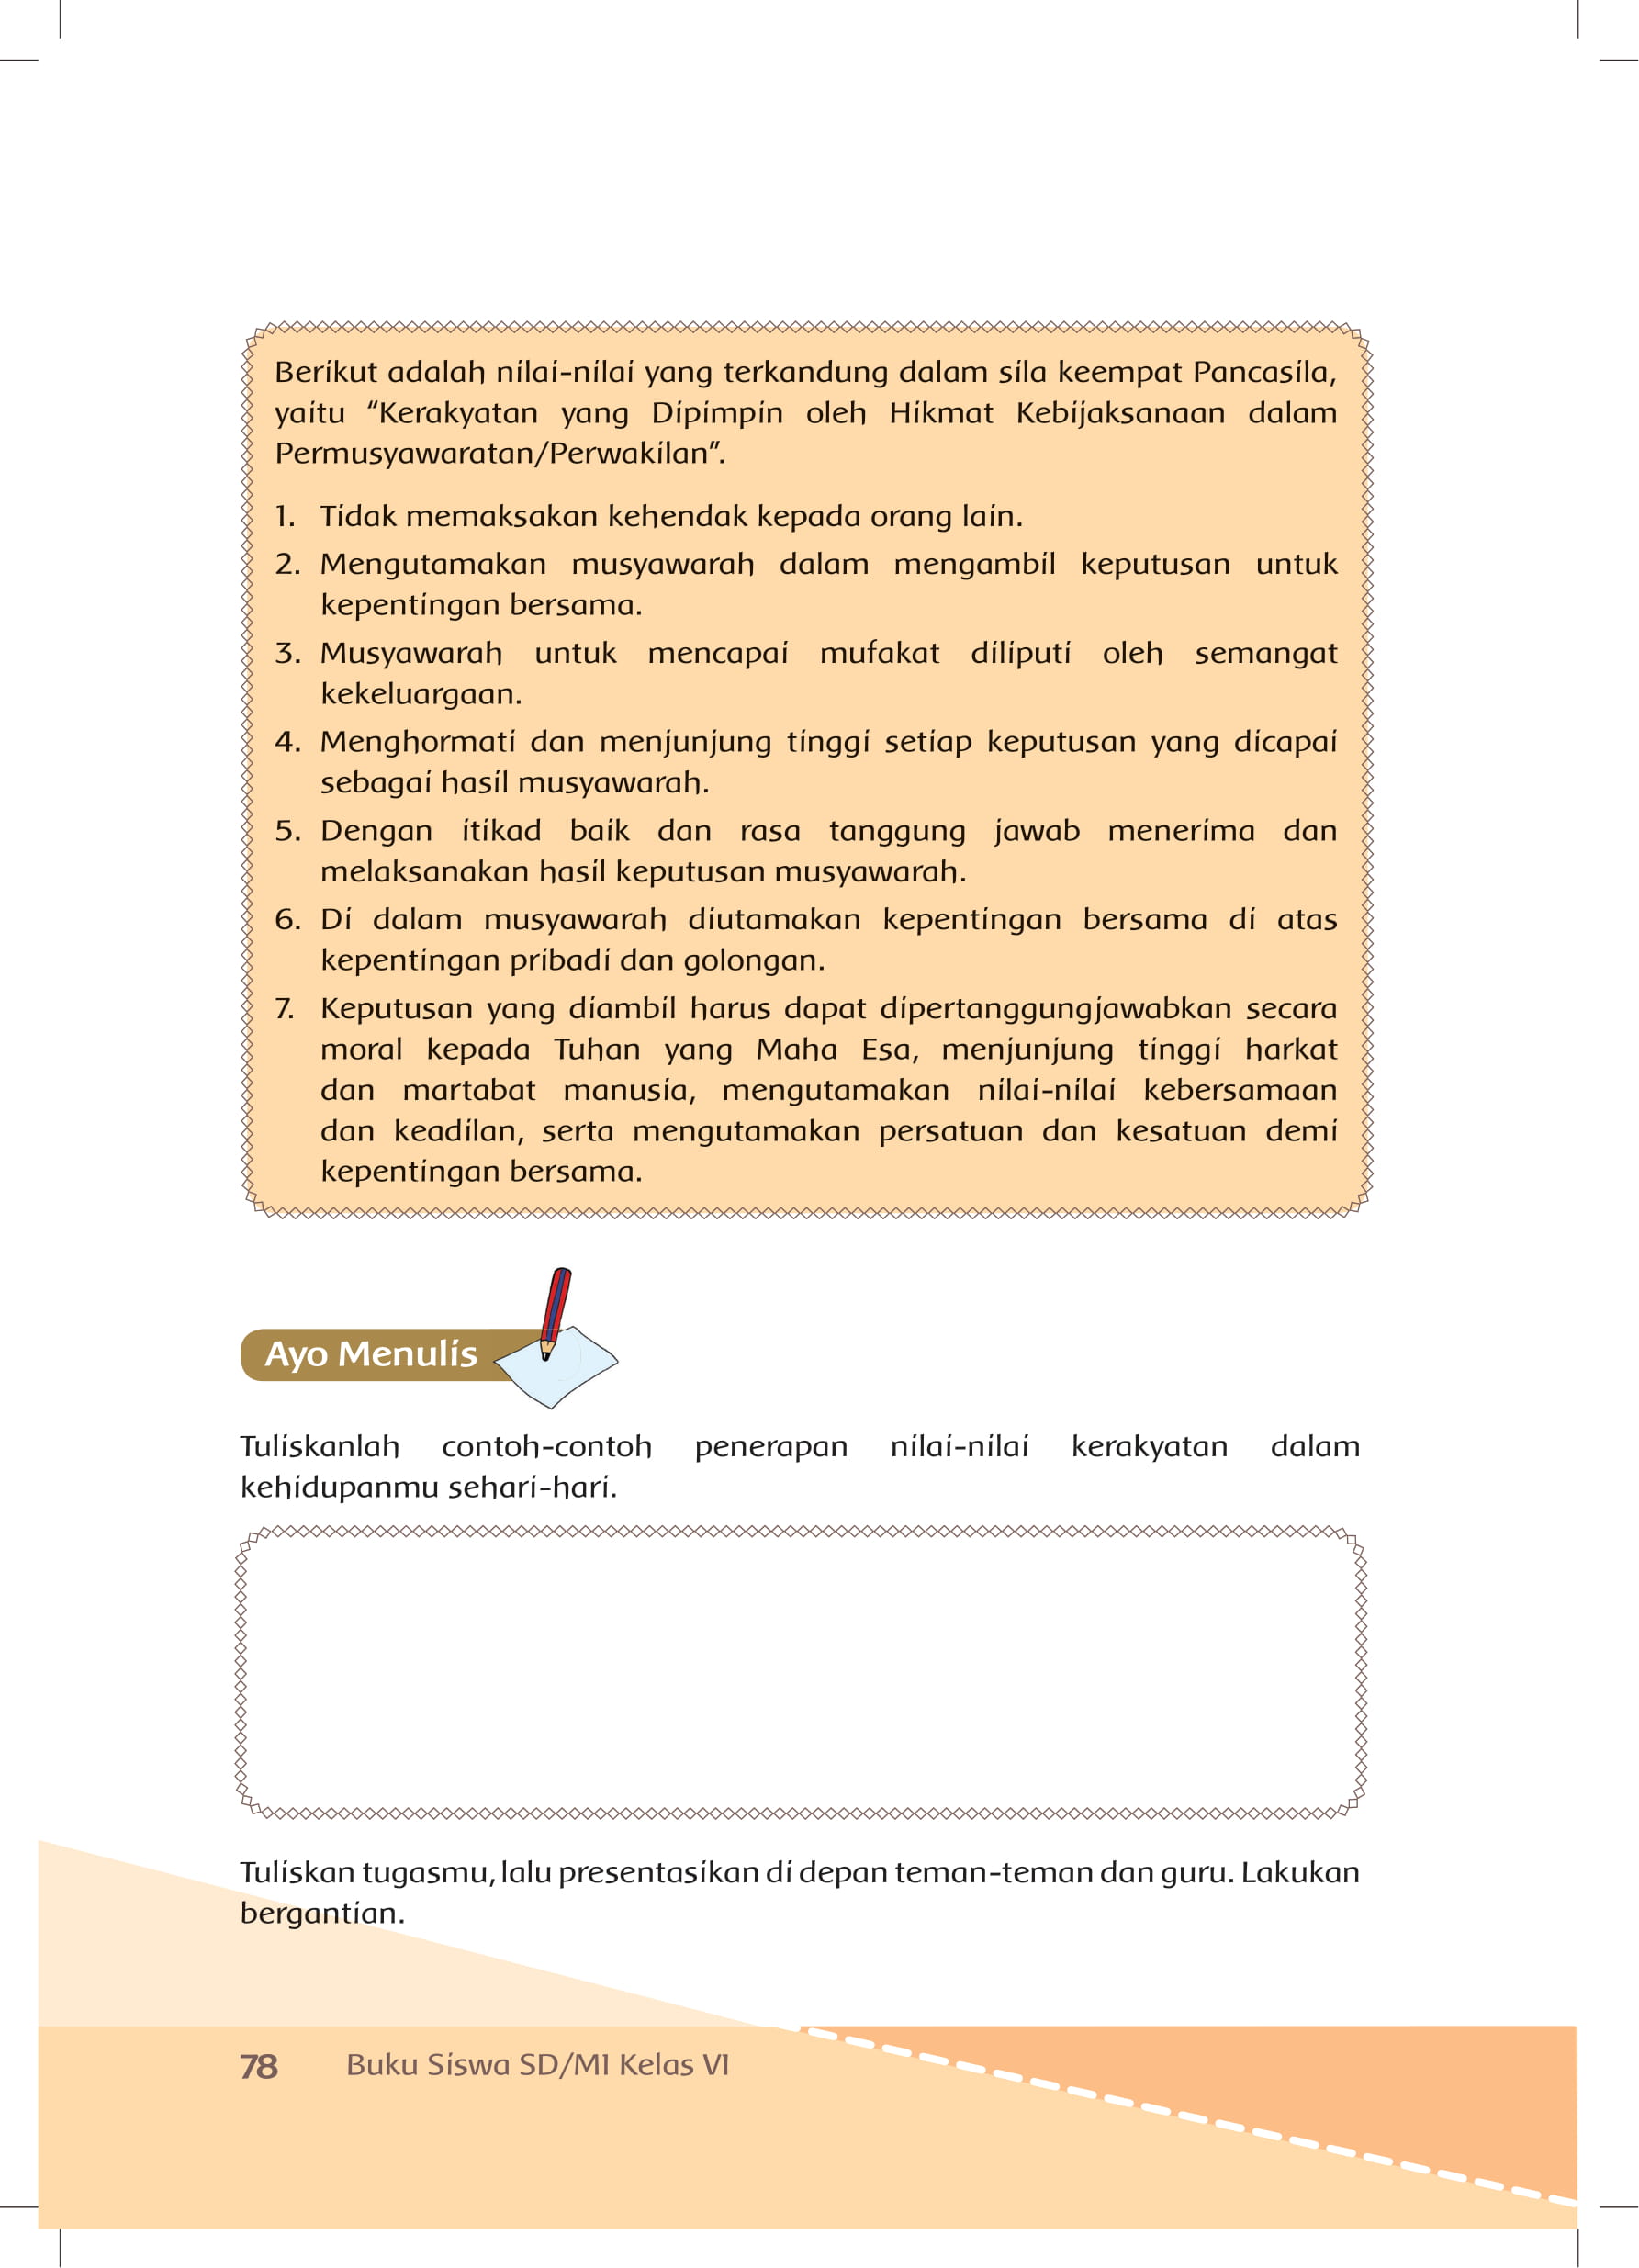 Berikut adalah nilai-nilai yang terkandung dalam sila keempat Pancasila,
yaitu “Kerakyatan yang Dipimpin oleh Hikmat Kebijaksanaan dalam
Permusyawaratan/Perwakilan”.
1. Tidak memaksakan kehendak kepada orang lain.
2. Mengutamakan musyawarah dalam mengambil keputusan untuk
kepentingan bersama.
3. Musyawarah untuk mencapai mufakat diliputi oleh semangat
kekeluargaan.
4. Menghormati dan menjunjung tinggi setiap keputusan yang dicapai
sebagai hasil musyawarah.
5. Dengan itikad baik dan rasa tanggung jawab menerima dan
melaksanakan hasil keputusan musyawarah.
6. Di dalam musyawarah diutamakan kepentingan bersama di atas
kepentingan pribadi dan golongan.
7. Keputusan yang diambil harus dapat dipertanggungjawabkan secara
moral kepada Tuhan yang Maha Esa, menjunjung tinggi harkat
dan martabat manusia, mengutamakan nilai-nilai kebersamaan
dan keadilan, serta mengutamakan persatuan dan kesatuan demi
kepentingan bersama.
Ayo Menulis
Tuliskanlah contoh-contoh penerapan nilai-nilai kerakyatan dalam
kehidupanmu sehari-hari.
Tuliskan tugasmu, lalu presentasikan di depan teman-teman dan guru. Lakukan
bergantian.
78 Buku Siswa SD/MI Kelas VI